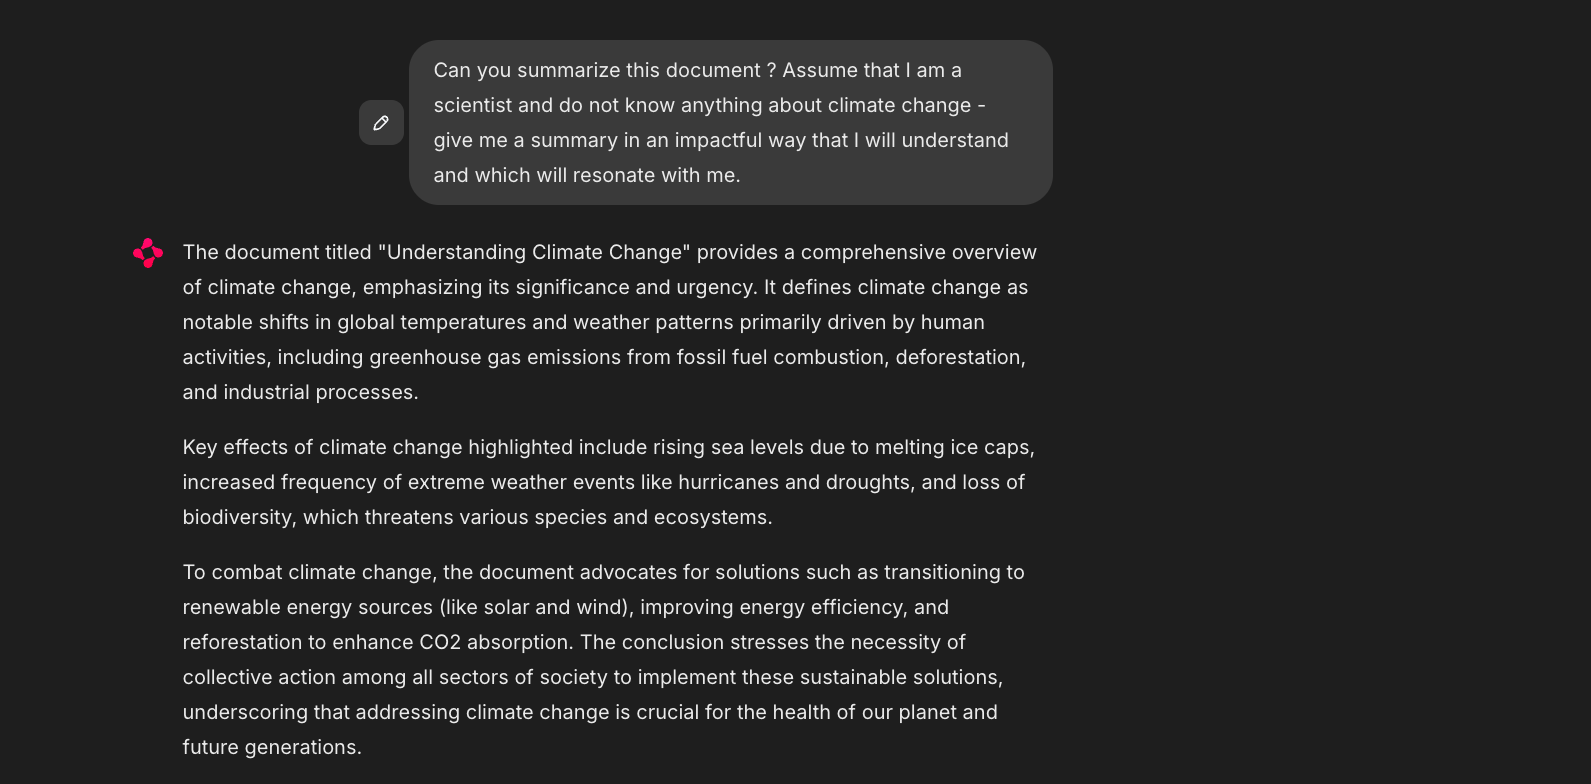 Can you summarize this document ? Assume that I am a
scientist and do not know anything about climate change -
give me a summary in an impactful way that I will understand
and which will resonate with me.
The document titled "Understanding Climate Change" provides a comprehensive overview
of climate change, emphasizing its significance and urgency. It defines climate change as
notable shifts in global temperatures and weather patterns primarily driven by human
activities, including greenhouse gas emissions from fossil fuel combustion, deforestation,
and industrial processes.
Key effects of climate change highlighted include rising sea levels due to melting ice caps,
increased frequency of extreme weather events like hurricanes and droughts, and loss of
biodiversity, which threatens various species and ecosystems.
To combat climate change, the document advocates for solutions such as transitioning to
renewable energy sources (like solar and wind), improving energy efficiency, and
reforestation to enhance CO2 absorption. The conclusion stresses the necessity of
collective action among all sectors of society to implement these sustainable solutions,
underscoring that addressing climate change is crucial for the health of our planet and
future generations.